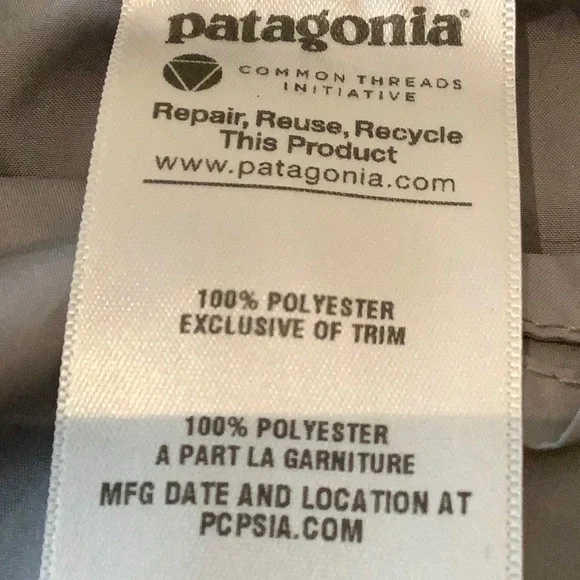 patagonia®
COMMON THREADS
INITIATIVE
Repair, Reuse, Recycle
This Product
www.patagonia.com
100% POLYESTER
EXCLUSIVE OF TRIM
100% POLYESTER
A PART LA GARNITURE
MFG DATE AND LOCATION AT
PCPSIA.COM